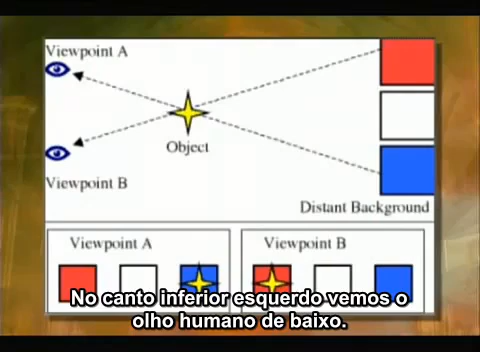 Viewpoint A
Object
Viewpoint B
Distant Background
Viewpoint A
Viewpoint B
No canto inferior esquerdo vemos o
olho humano de baixo.